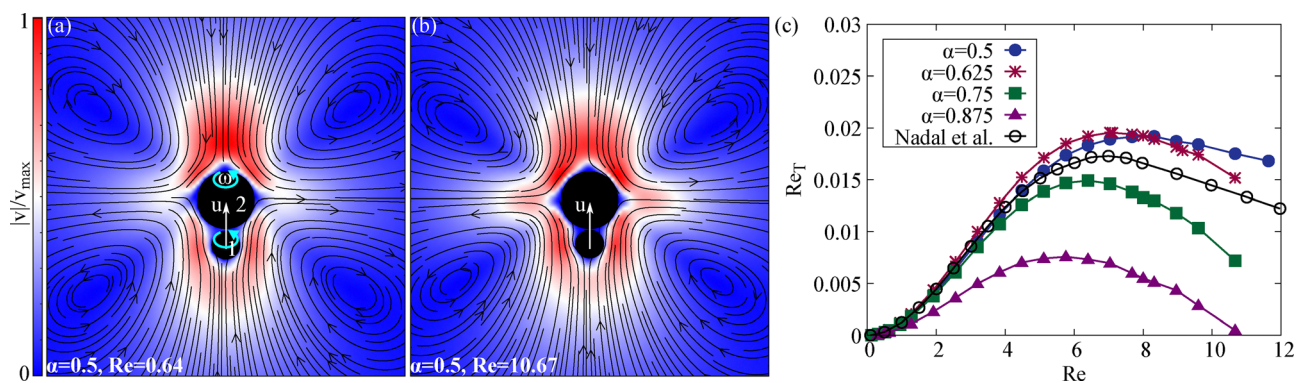 1
|v|/vmax
0
(a)
ω
u 2
1
α=0.5, Re=0.64
(b)
u
α=0.5, Re=10.67
(c)
0.03
0.025
0.02
0.015
0.01
0.005
0
ReT
α=0.5
α=0.625
α=0.75
α=0.875
Nadal et al.
0 2 4 6 8 10 12
Re